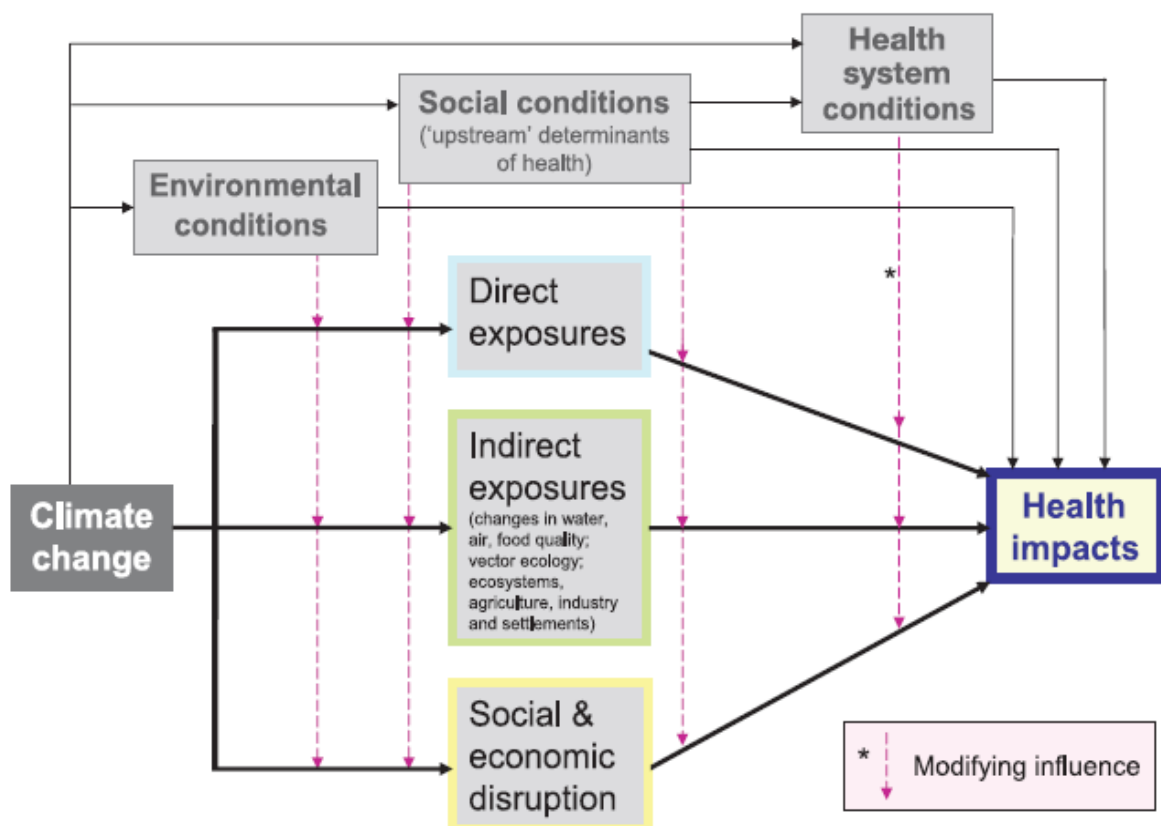 Health
system
conditions
Social conditions
(‘upstream’ determinants
of health)
Environmental
conditions
Direct
exposures
*
Indirect
exposures
(changes in water,
air, food quality;
vector ecology;
ecosystems,
agriculture, industry
and settlements)
Climate
change
Health
impacts
Social &
economic
disruption
* Modifying influence